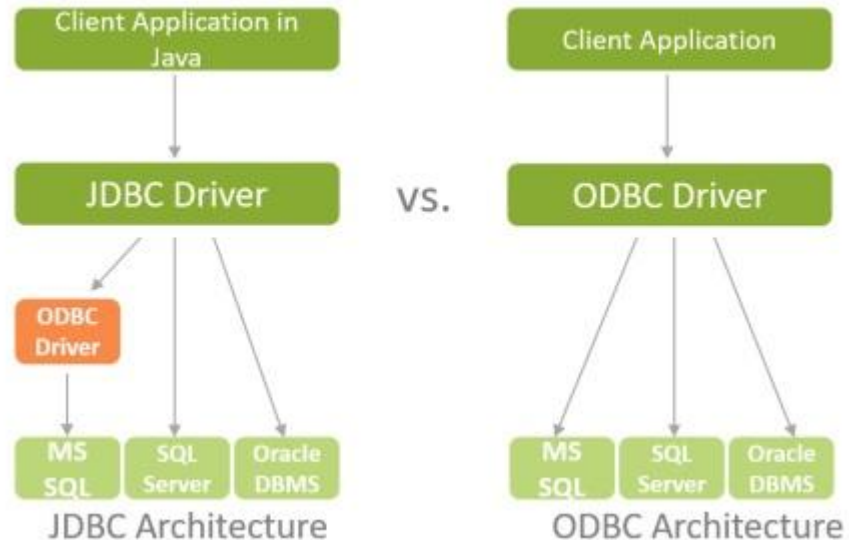 Client Application in
Java
JDBC Driver
ODBC
Driver
MS
SQL
SQL
Server
Oracle
DBMS
JDBC Architecture
vs.
Client Application
ODBC Driver
MS
SQL
SQL
Server
Oracle
DBMS
ODBC Architecture